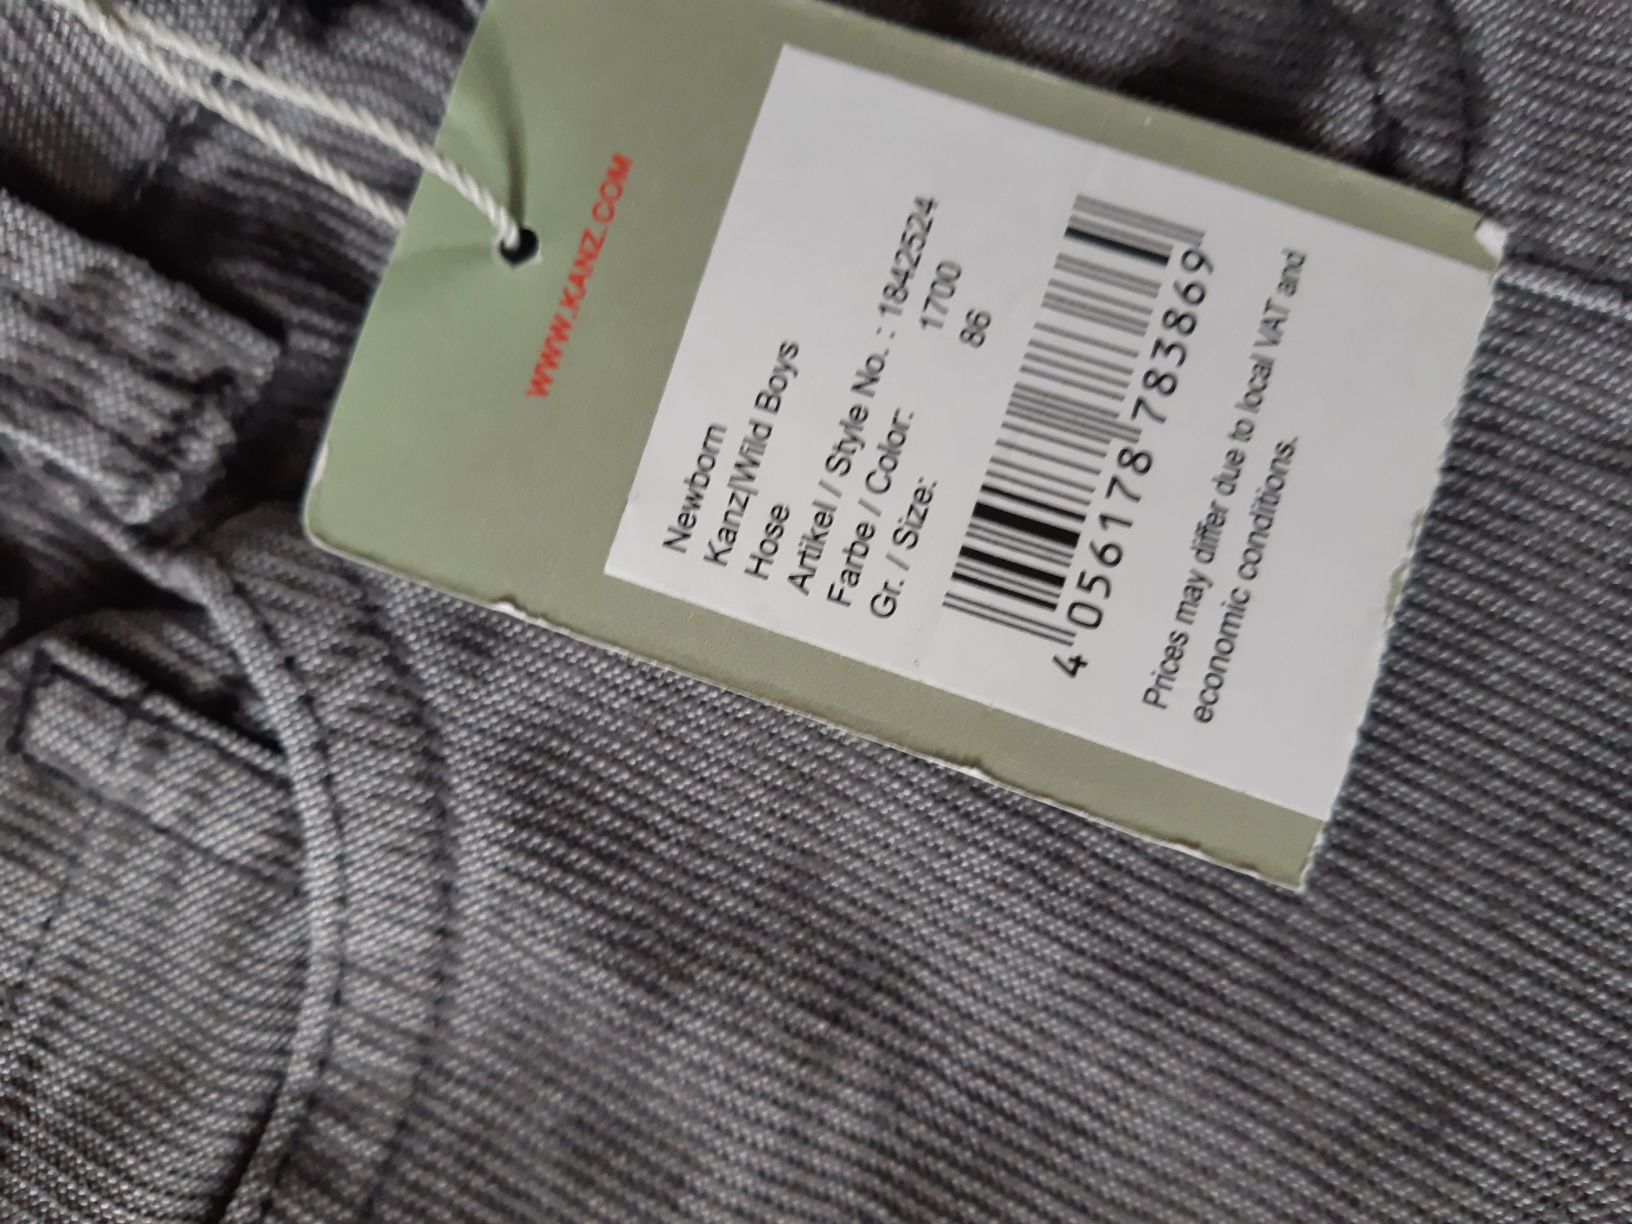 WWW.KANZ.COM
Newborn
Kanz|Wild Boys
Hose
Artikel / Style No. : 18422524
Farbe / Color: 1700
Gr. / Size: 86
4 056178 783869
Prices may differ due to local VAT and
economic conditions.